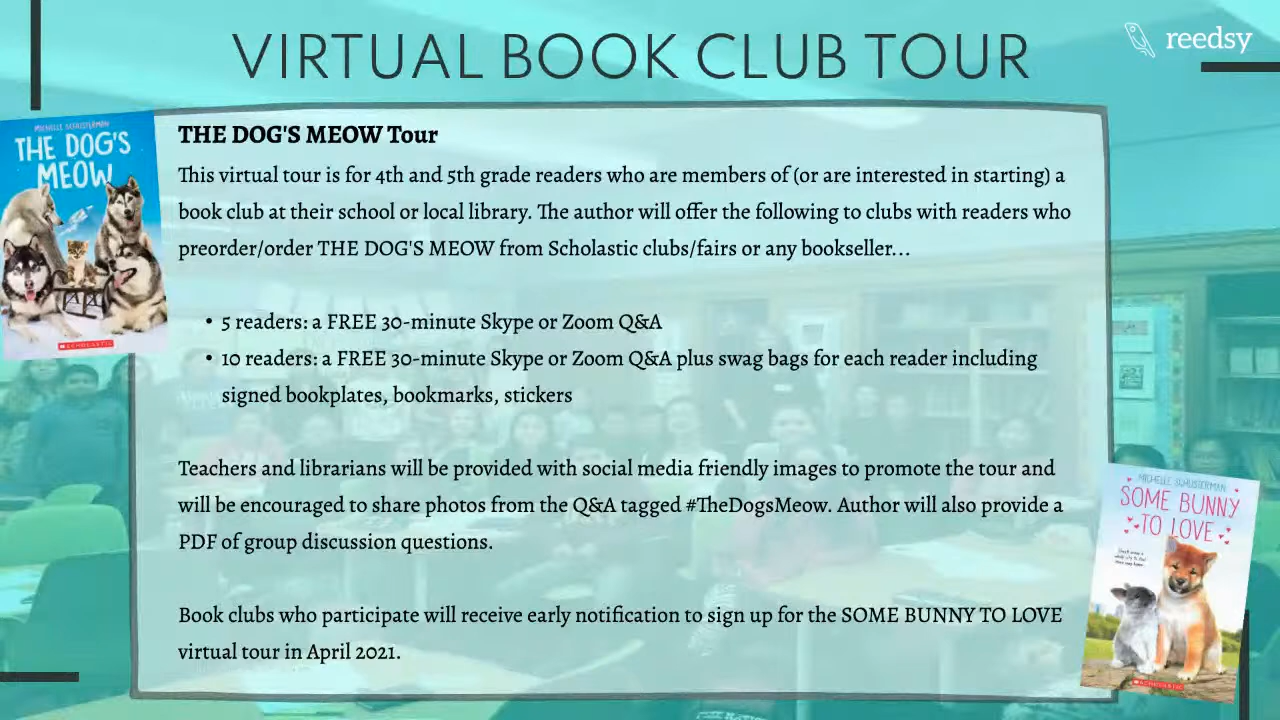 VIRTUAL BOOK CLUB TOUR
reedsy
MICHELLE SCHUSTERMAN
THE DOG'S
MEOW
SCHOLASTIC
THE DOG'S MEOW Tour
This virtual tour is for 4th and 5th grade readers who are members of (or are interested in starting) a
book club at their school or local library. The author will offer the following to clubs with readers who
preorder/order THE DOG'S MEOW from Scholastic clubs/fairs or any bookseller...
• 5 readers: a FREE 30-minute Skype or Zoom Q&A
• 10 readers: a FREE 30-minute Skype or Zoom Q&A plus swag bags for each reader including
signed bookplates, bookmarks, stickers
Teachers and librarians will be provided with social media friendly images to promote the tour and
will be encouraged to share photos from the Q&A tagged #TheDogsMeow. Author will also provide a
PDF of group discussion questions.
Book clubs who participate will receive early notification to sign up for the SOME BUNNY TO LOVE
virtual tour in April 2021.
MICHELLE SCHUSTERMAN
SOME BUNNY
TO LOVE
SCHOLASTIC